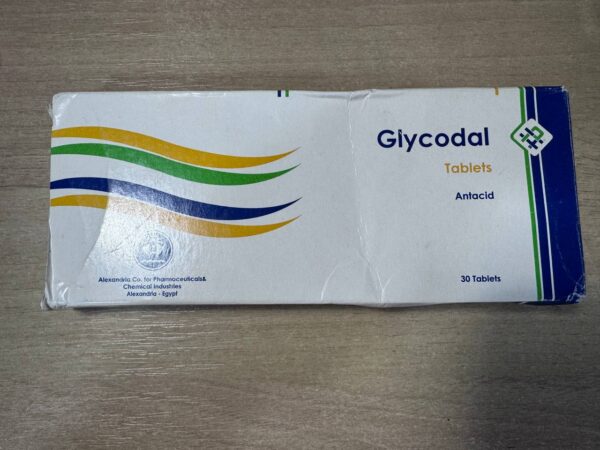 Glycodal
Tablets
Antacid
30 Tablets
Alexandria Co. for Pharmaceuticals&
Chemical Industries
Alexandria - Egypt